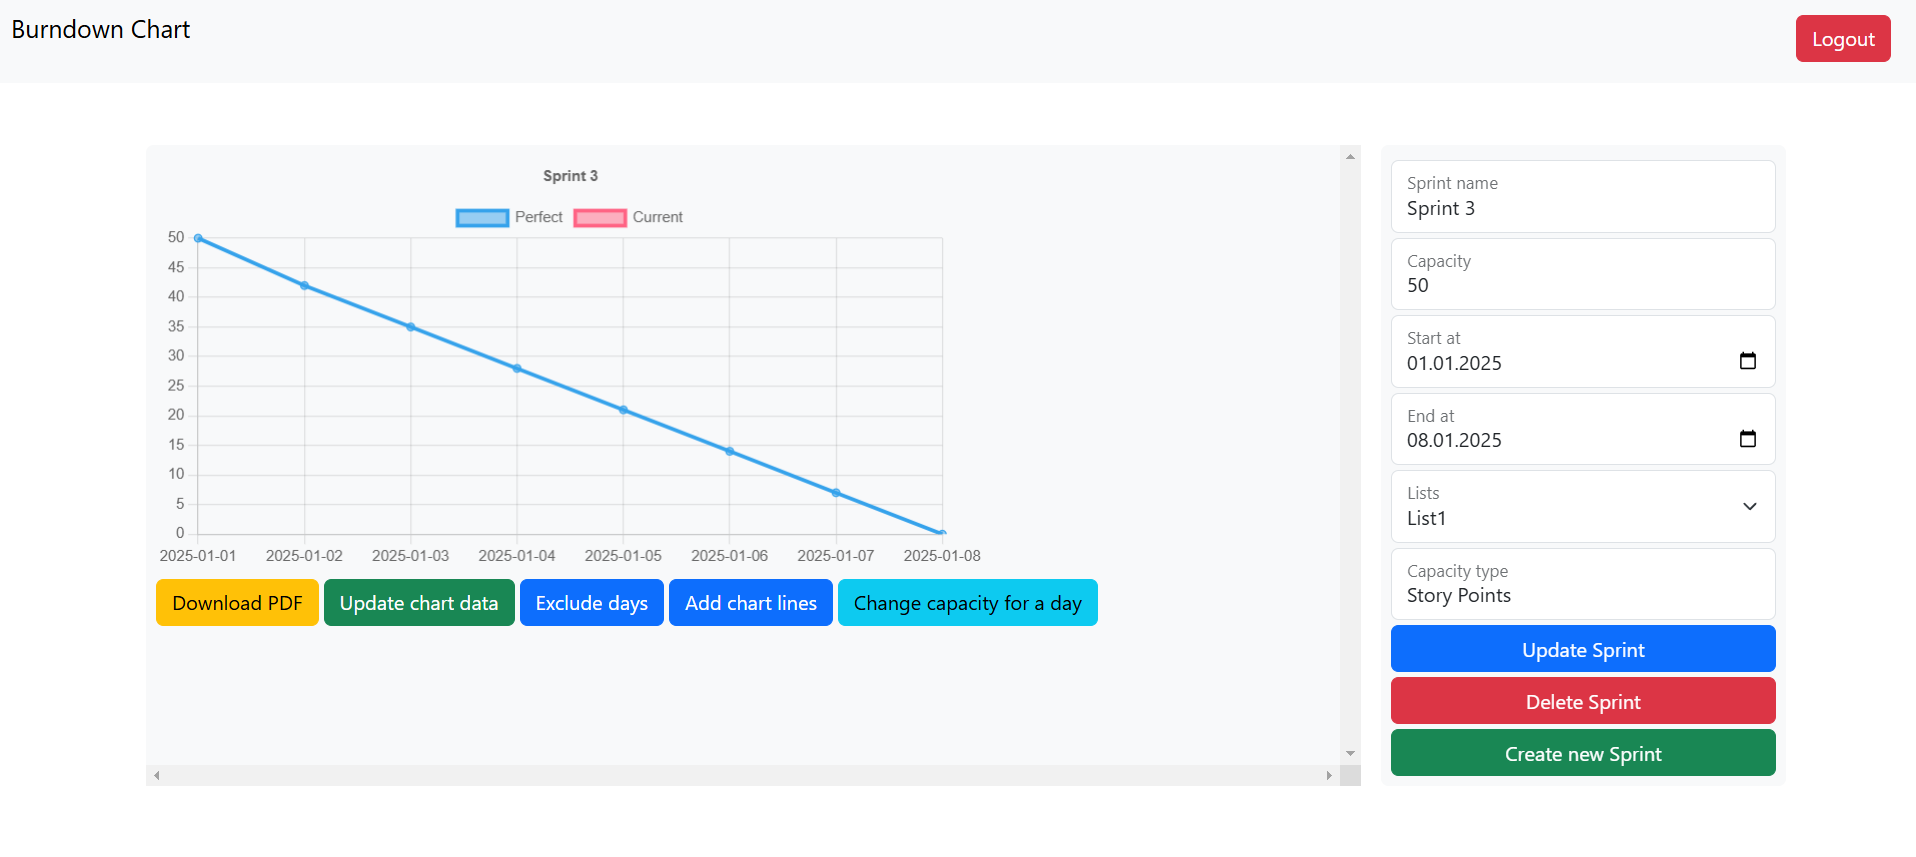 Burndown Chart
Logout
Sprint 3
Perfect Current
50
45
40
35
30
25
20
15
10
5
0
2025-01-01 2025-01-02 2025-01-03 2025-01-04 2025-01-05 2025-01-06 2025-01-07 2025-01-08
Download PDF Update chart data Exclude days Add chart lines Change capacity for a day
Sprint name
Sprint 3
Capacity
50
Start at
01.01.2025
End at
08.01.2025
Lists
List1
Capacity type
Story Points
Update Sprint
Delete Sprint
Create new Sprint